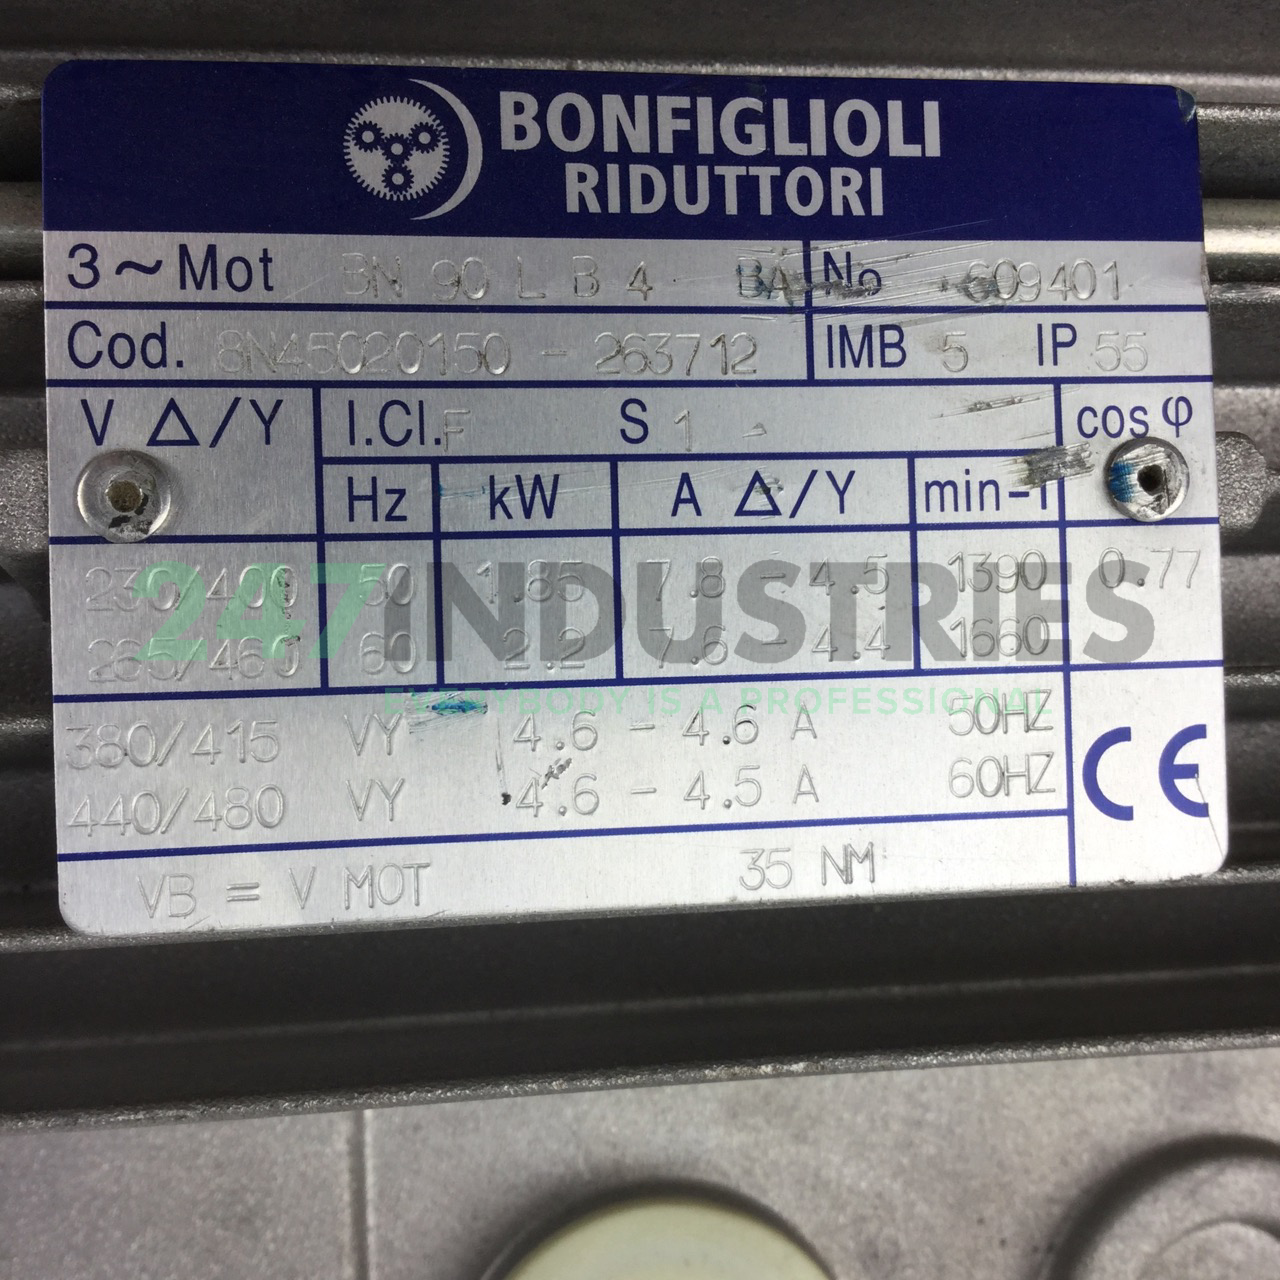 BONFIGLIOLI
RIDUTTORI
3 ~ Mot BN 90 L B 4 BA No 609401
Cod. 8N45020150 - 263712 IMB 5 IP 55
V Δ/Y I.Cl. F S 1 cos φ
Hz kW A Δ/Y min-1
230/400 50 1.85 7.8 - 4.5 1390 0.77
265/460 60 2.2 7.6 - 4.4 1660
247INDUSTRIES
EVERYBODY IS A PROFESSIONAL
380/415 VY 4.6 - 4.6 A 50HZ
440/480 VY 4.6 - 4.5 A 60HZ
CE
VB = V MOT 35 NM